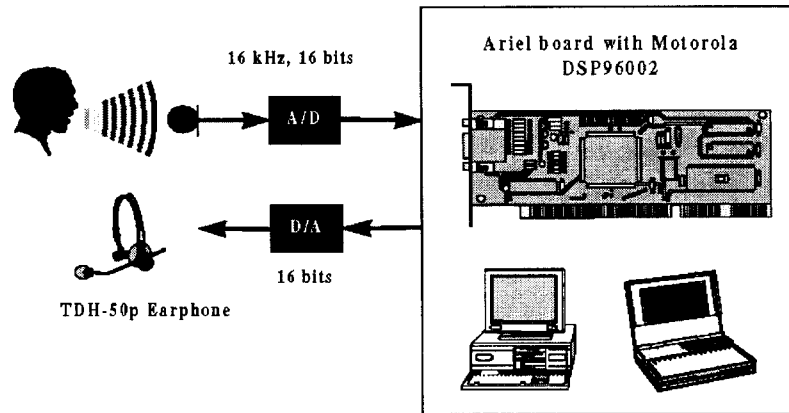 Ariel board with Motorola
DSP96002
16 kHz, 16 bits
A/D
D/A
16 bits
TDH-50p Earphone